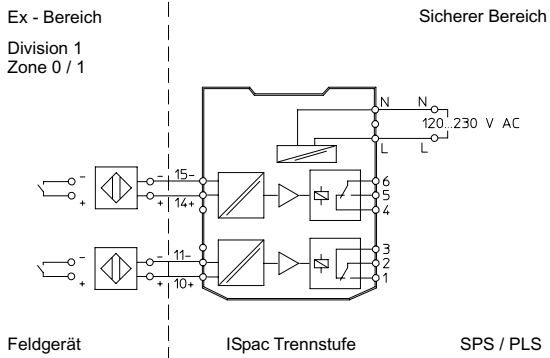 Ex - Bereich
Sicherer Bereich
Division 1
Zone 0 / 1
N N
120...230 V AC
L L
- - 15-
+ + 14+
6
5
4
- - 11-
+ + 10+
3
2
1
Feldgerät
ISpac Trennstufe
SPS / PLS